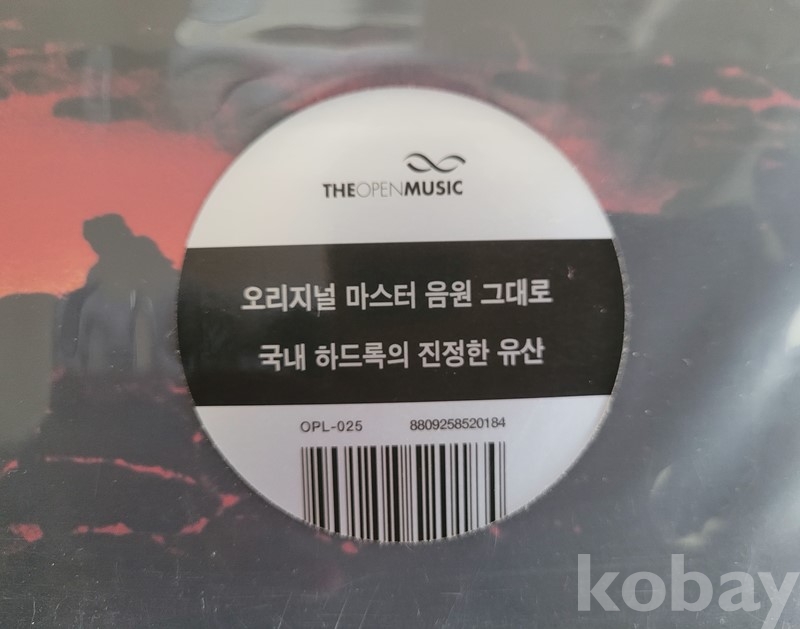 THEOPENMUSIC
오리지널 마스터 음원 그대로
국내 하드록의 진정한 유산
OPL-025 8809258520184
kobay